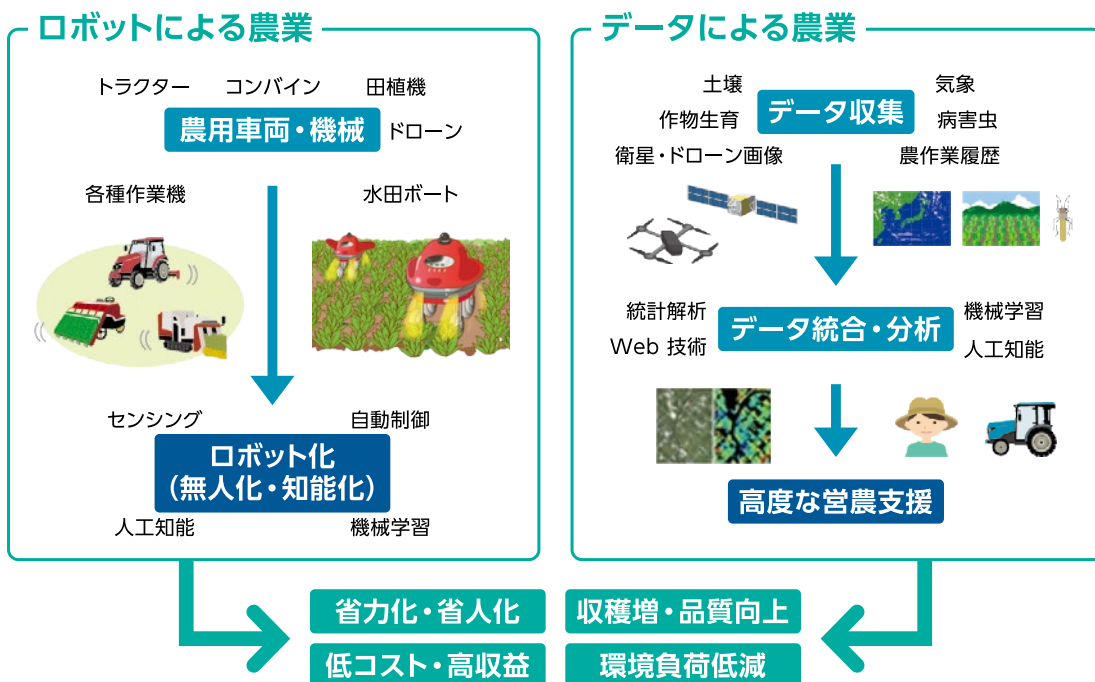 ロボットによる農業
トラクター コンバイン 田植機
農用車両・機械 ドローン
各種作業機 水田ボート
センシング 自動制御
ロボット化
（無人化・知能化）
人工知能 機械学習
データによる農業
土壌 気象
作物生育 データ収集 病害虫
衛星・ドローン画像 農作業履歴
統計解析 機械学習
データ統合・分析
Web 技術 人工知能
高度な営農支援
省力化・省人化 収穫増・品質向上
低コスト・高収益 環境負荷低減